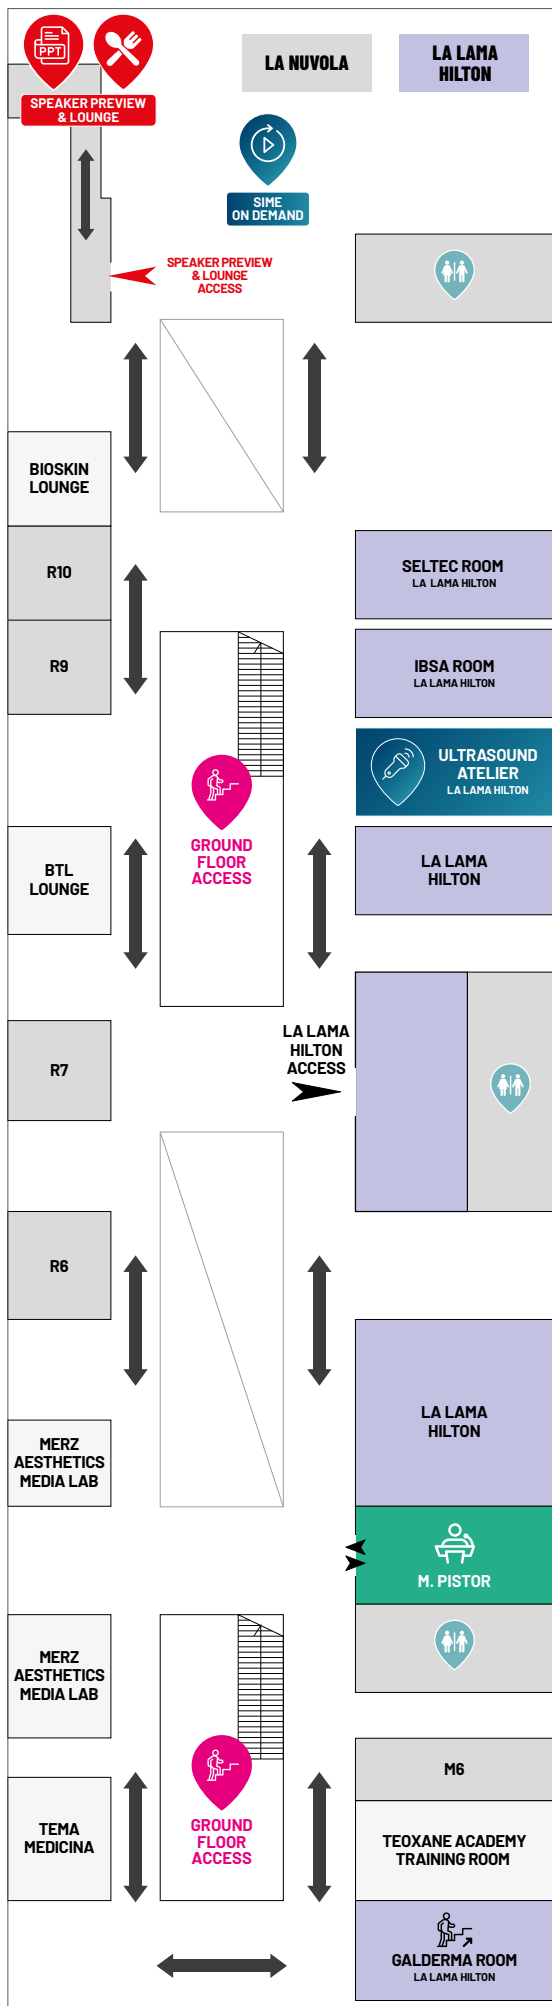 PPT
SPEAKER PREVIEW
& LOUNGE
LA NUVOLA
LA LAMA
HILTON
SIME
ON DEMAND
SPEAKER PREVIEW
& LOUNGE
ACCESS
BIOSKIN
LOUNGE
R10
R9
SELTEC ROOM
LA LAMA HILTON
IBSA ROOM
LA LAMA HILTON
ULTRASOUND
ATELIER
LA LAMA HILTON
GROUND
FLOOR
ACCESS
BTL
LOUNGE
LA LAMA
HILTON
R7
LA LAMA
HILTON
ACCESS
R6
LA LAMA
HILTON
MERZ
AESTHETICS
MEDIA LAB
M. PISTOR
MERZ
AESTHETICS
MEDIA LAB
M6
TEMA
MEDICINA
GROUND
FLOOR
ACCESS
TEOXANE ACADEMY
TRAINING ROOM
GALDERMA ROOM
LA LAMA HILTON